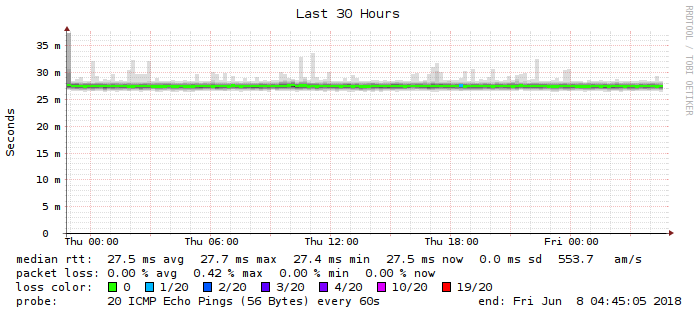 Last 30 Hours
RRDTOOL / TOBI OETIKER
Seconds
35 m
30 m
25 m
20 m
15 m
10 m
5 m
0
Thu 00:00 Thu 06:00 Thu 12:00 Thu 18:00 Fri 00:00
median rtt: 27.5 ms avg 27.7 ms max 27.4 ms min 27.5 ms now 0.0 ms sd 553.7 am/s
packet loss: 0.00 % avg 0.42 % max 0.00 % min 0.00 % now
loss color: 0 1/20 2/20 3/20 4/20 10/20 19/20
probe: 20 ICMP Echo Pings (56 Bytes) every 60s end: Fri Jun 8 04:45:05 2018